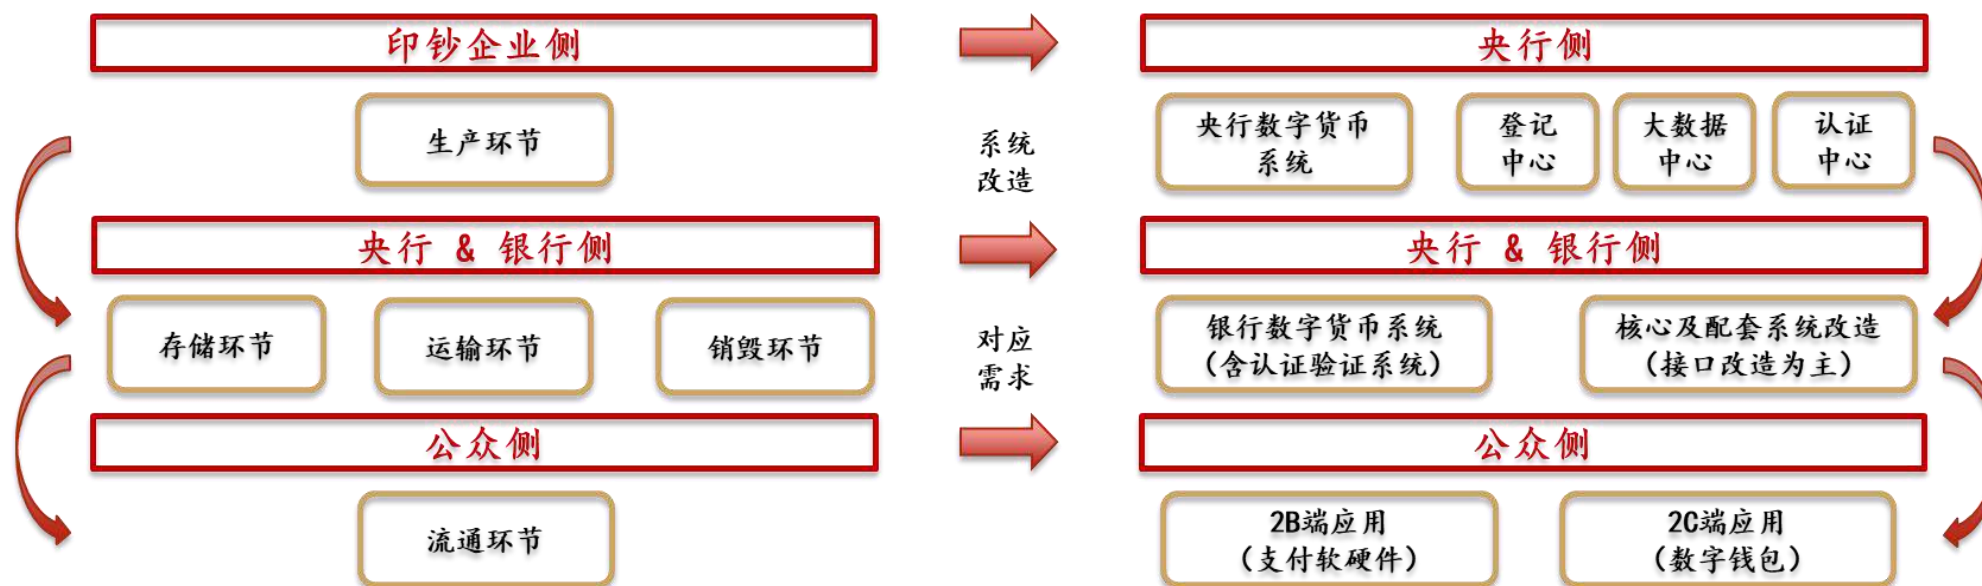 印钞企业侧
央行侧
生产环节
系统
改造
央行数字货币
系统
登记
中心
大数据
中心
认证
中心
央行 & 银行侧
央行 & 银行侧
存储环节
运输环节
销毁环节
对应
需求
银行数字货币系统
(含认证验证系统)
核心及配套系统改造
(接口改造为主)
公众侧
公众侧
流通环节
2B端应用
(支付软硬件)
2C端应用
(数字钱包)